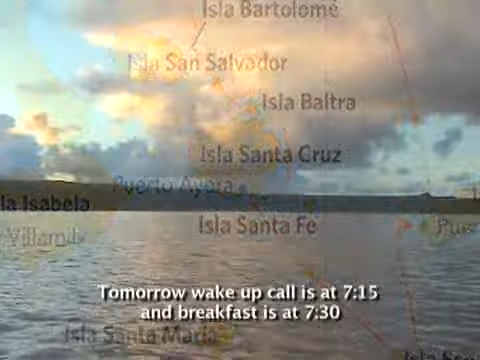 Isla Bartolomé
Isla San Salvador
Isla Baltra
Isla Santa Cruz
Puerto Ayora
la Isabela
Isla Santa Fe
Villamil
Tomorrow wake up call is at 7:15
and breakfast is at 7:30
Isla Santa María